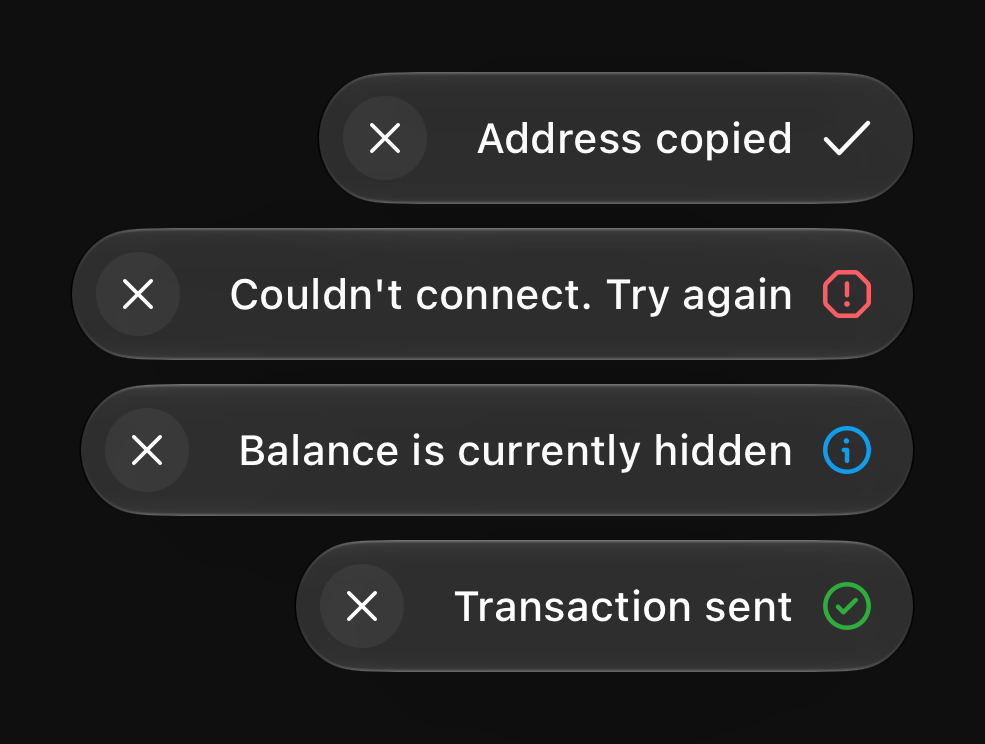 Address copied
Couldn't connect. Try again
Balance is currently hidden
Transaction sent